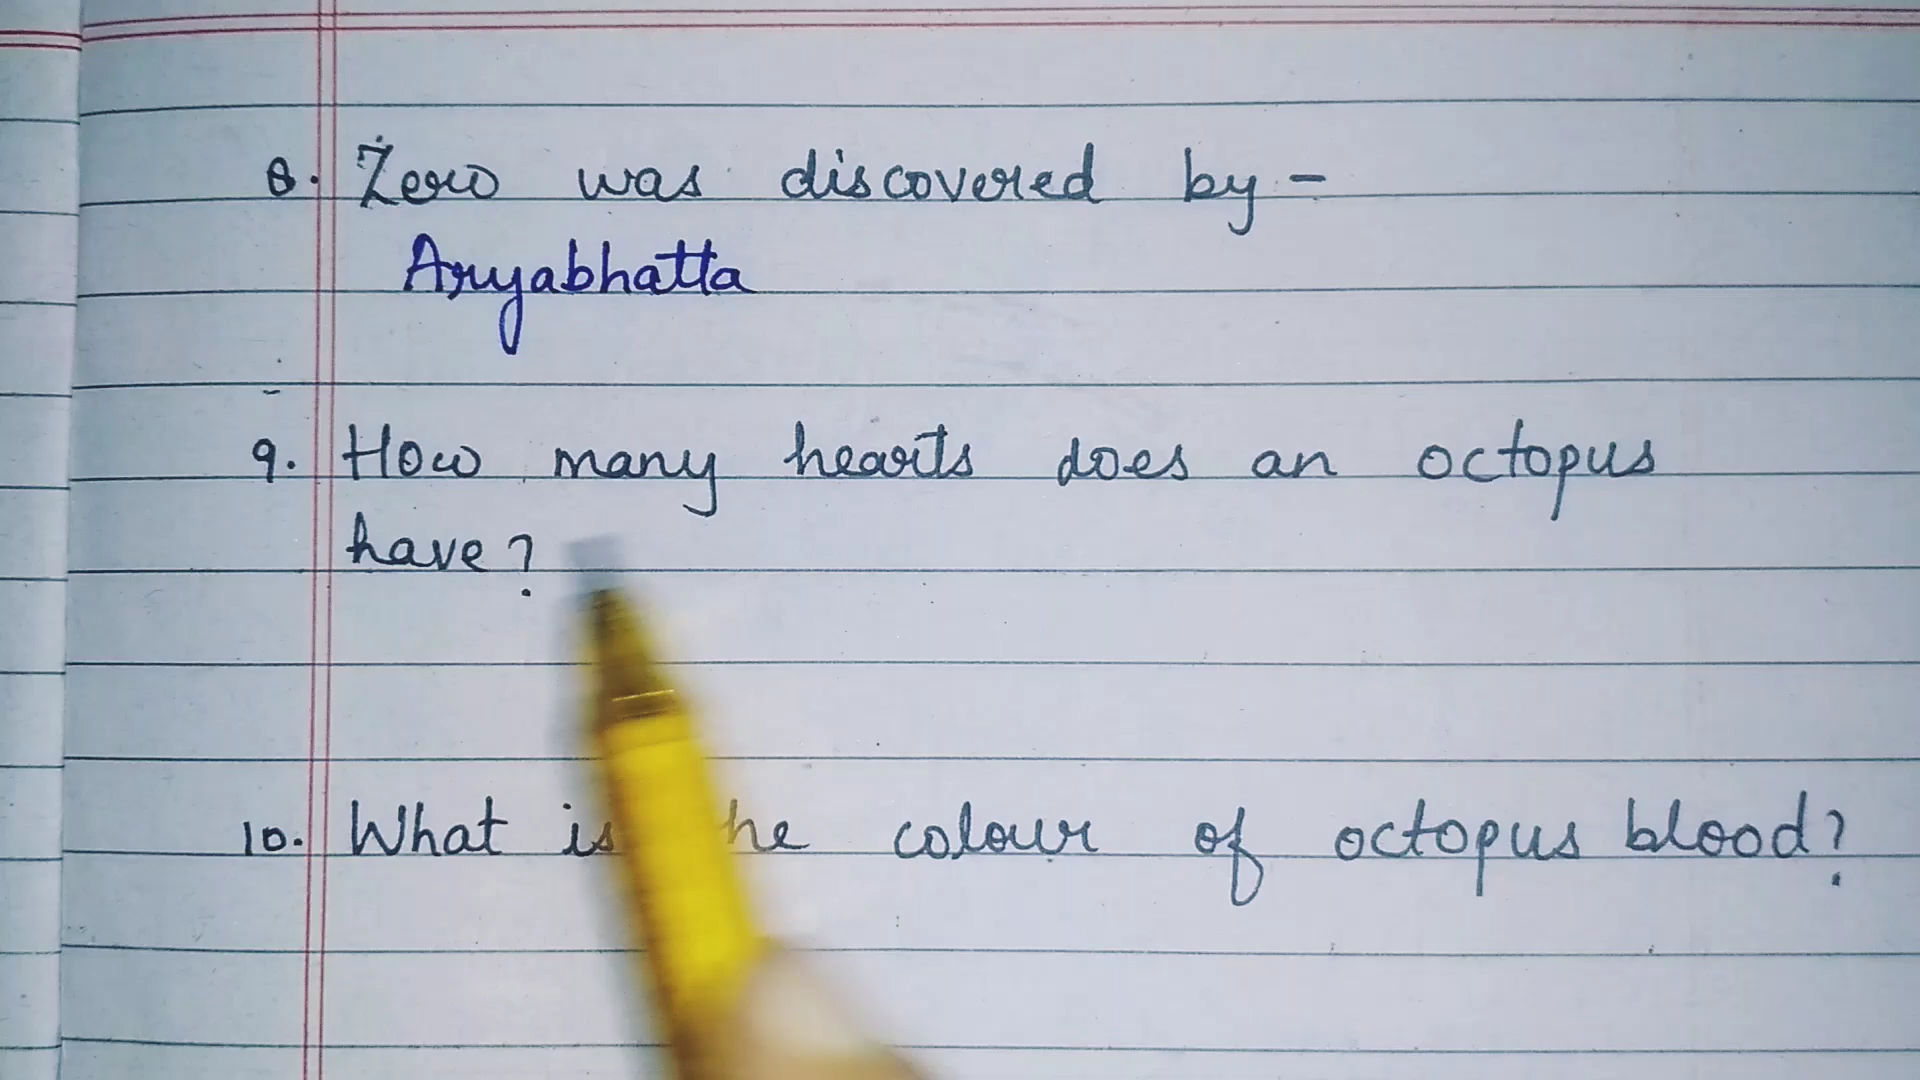 8. Zero was discovered by -
Aryabhatta
9. How many hearts does an octopus
have?
10. What is he colour of octopus blood?